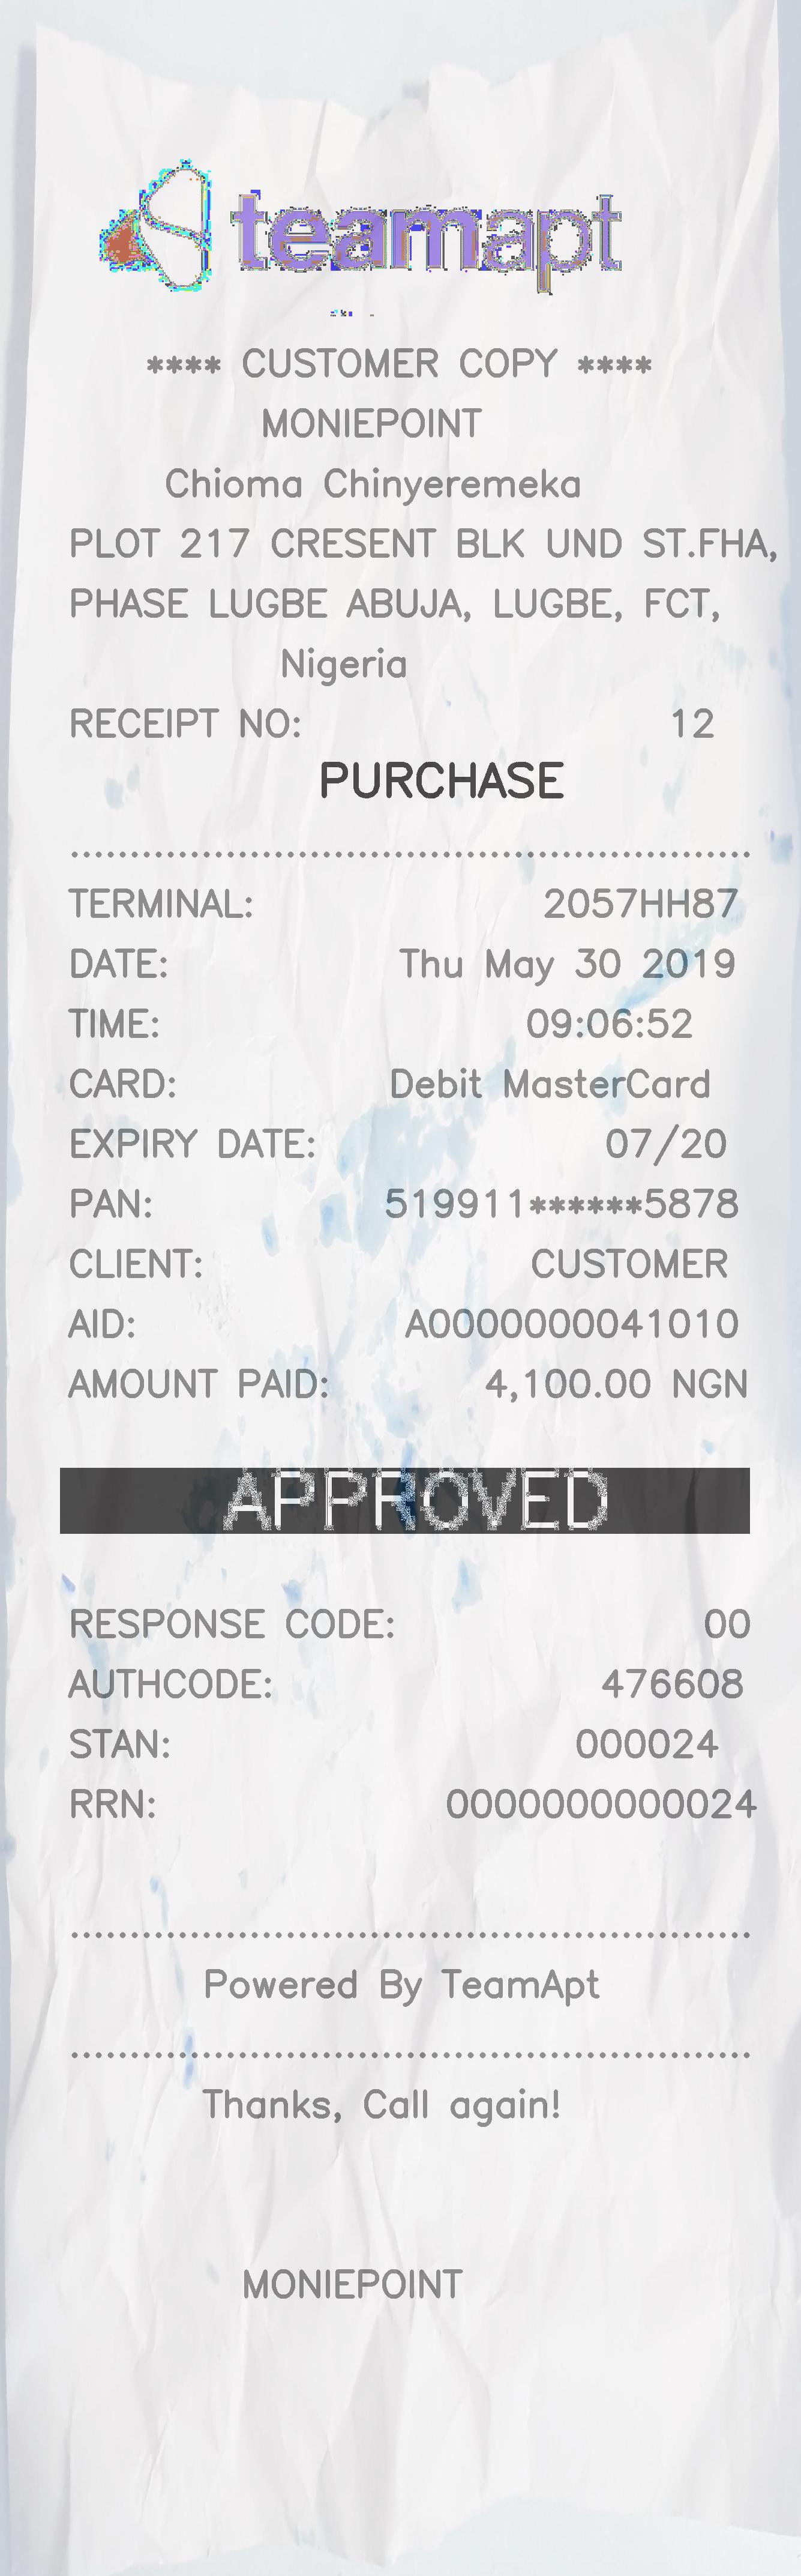 teamapt
**** CUSTOMER COPY ****
MONIEPOINT
Chioma Chinyeremeka
PLOT 217 CRESENT BLK UND ST.FHA,
PHASE LUGBE ABUJA, LUGBE, FCT,
Nigeria
RECEIPT NO: 12
PURCHASE
TERMINAL: 2057HH87
DATE: Thu May 30 2019
TIME: 09:06:52
CARD: Debit MasterCard
EXPIRY DATE: 07/20
PAN: 519911******5878
CLIENT: CUSTOMER
AID: A0000000041010
AMOUNT PAID: 4,100.00 NGN
APPROVED
RESPONSE CODE: 00
AUTHCODE: 476608
STAN: 000024
RRN: 0000000000024
Powered By TeamApt
Thanks, Call again!
MONIEPOINT